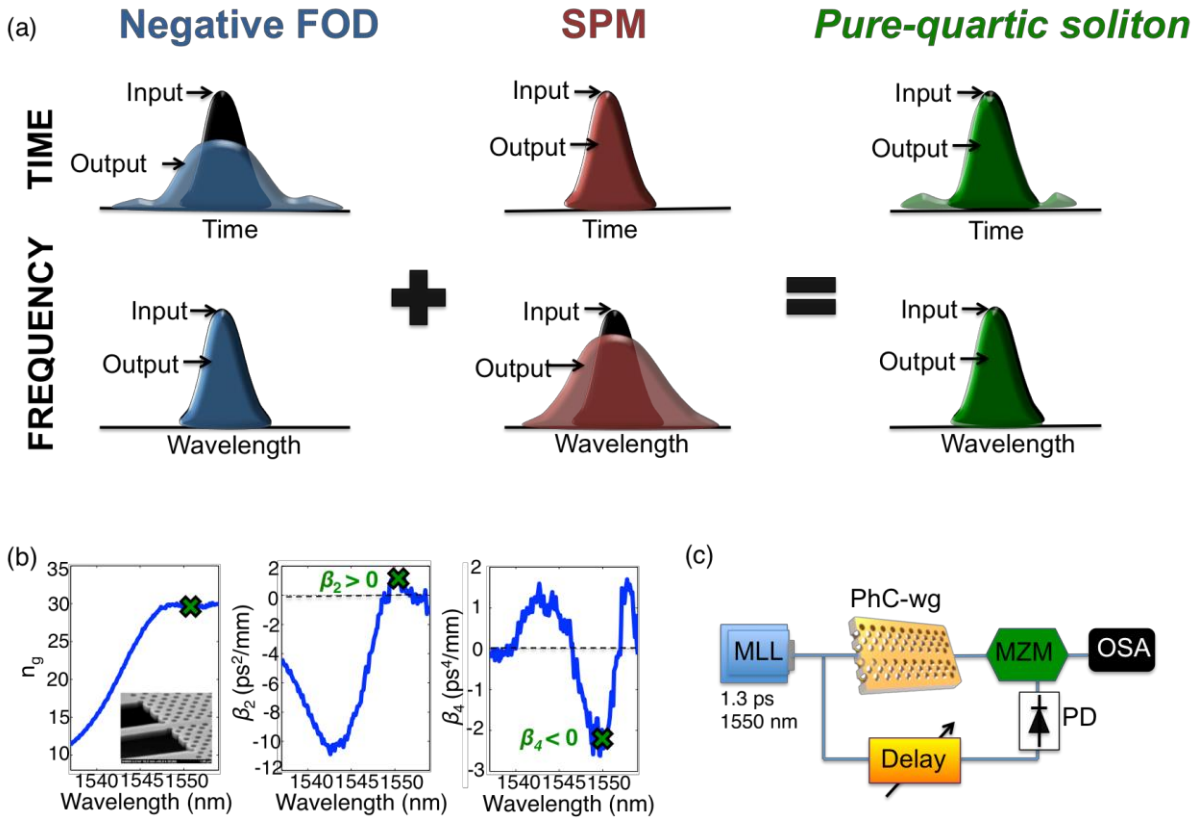 (a)
Negative FOD
SPM
Pure-quartic soliton
TIME
Input
Output
Time
Input
Output
Time
Input
Output
Time
FREQUENCY
Input
Output
Wavelength
Input
Output
Wavelength
Input
Output
Wavelength
(b)
35
30
25
20
15
10
n_g
1540 1545 1550
Wavelength (nm)
2
0
-2
-4
-6
-8
-10
-12
β₂ (ps²/mm)
β₂ > 0
1540 1545 1550
Wavelength (nm)
2
1
0
-1
-2
-3
β₄ (ps⁴/mm)
β₄ < 0
1540 1545 1550
Wavelength (nm)
(c)
PhC-wg
MLL
MZM
OSA
1.3 ps
1550 nm
PD
Delay